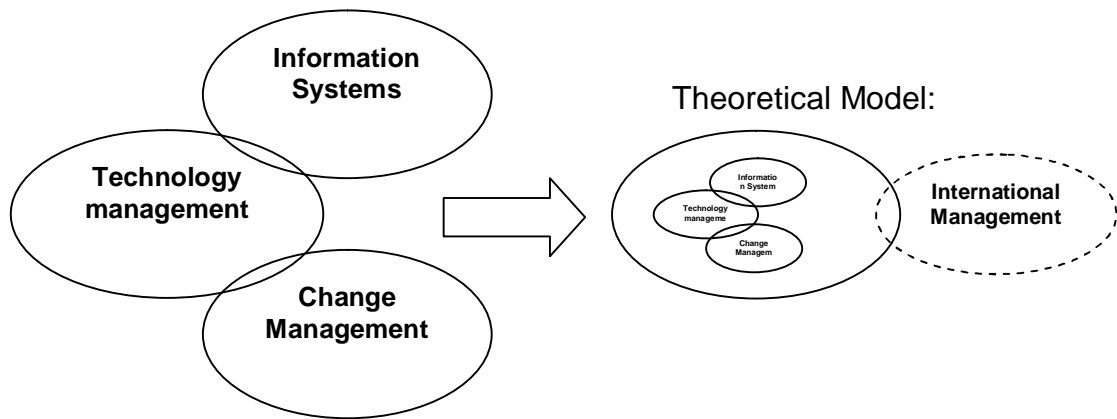 Information
Systems
Technology
management
Change
Management
Theoretical Model:
Informatio
n System
Technology
manageme
Change
Managem
International
Management